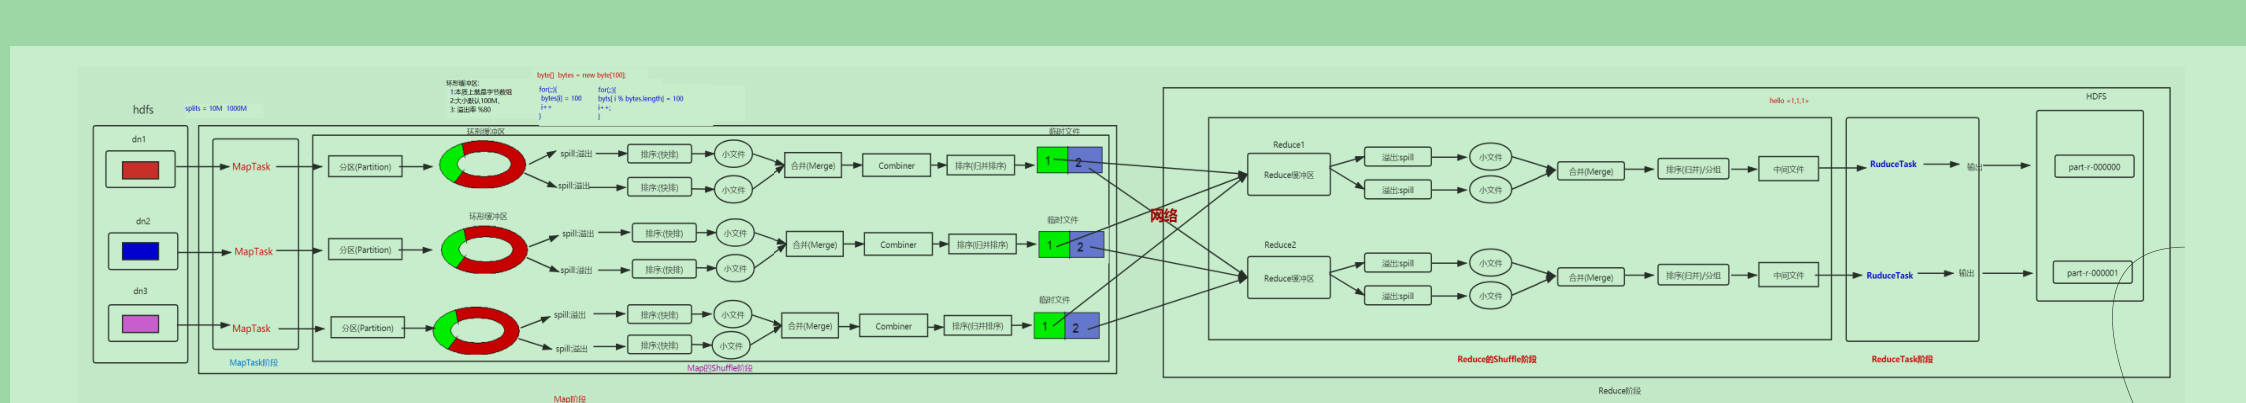 hdfs
splits = 10M  1000M
环形缓冲区:
1:本质上就是字节数组
2:大小默认100M、
3: 溢出率 %80
byte[]  bytes = new byte[100];
for(;;){
bytes[i] = 100
i++
}
for(;;){
byts[ i % bytes.length] = 100
i++;
}
dn1
MapTask
分区(Partition)
环形缓冲区
spill:溢出
排序:(快排)
小文件
spill:溢出
排序:(快排)
小文件
合并(Merge)
Combiner
排序(归并排序)
临时文件
1
2
dn2
MapTask
分区(Partition)
环形缓冲区
spill:溢出
排序:(快排)
小文件
spill:溢出
排序:(快排)
小文件
合并(Merge)
Combiner
排序(归并排序)
临时文件
1
2
dn3
MapTask
分区(Partition)
spill:溢出
排序:(快排)
小文件
spill:溢出
排序:(快排)
小文件
合并(Merge)
Combiner
排序(归并排序)
临时文件
1
2
MapTask阶段
Map的Shuffle阶段
Map阶段
网络
hello <1,1,1>
HDFS
Reduce1
Reduce缓冲区
溢出:spill
小文件
溢出:spill
小文件
合并(Merge)
排序(归并)/分组
中间文件
RuduceTask
输出
part-r-000000
Reduce2
Reduce缓冲区
溢出:spill
小文件
溢出:spill
小文件
合并(Merge)
排序(归并)/分组
中间文件
RuduceTask
输出
part-r-000001
Reduce的Shuffle阶段
ReduceTask阶段
Reduce阶段